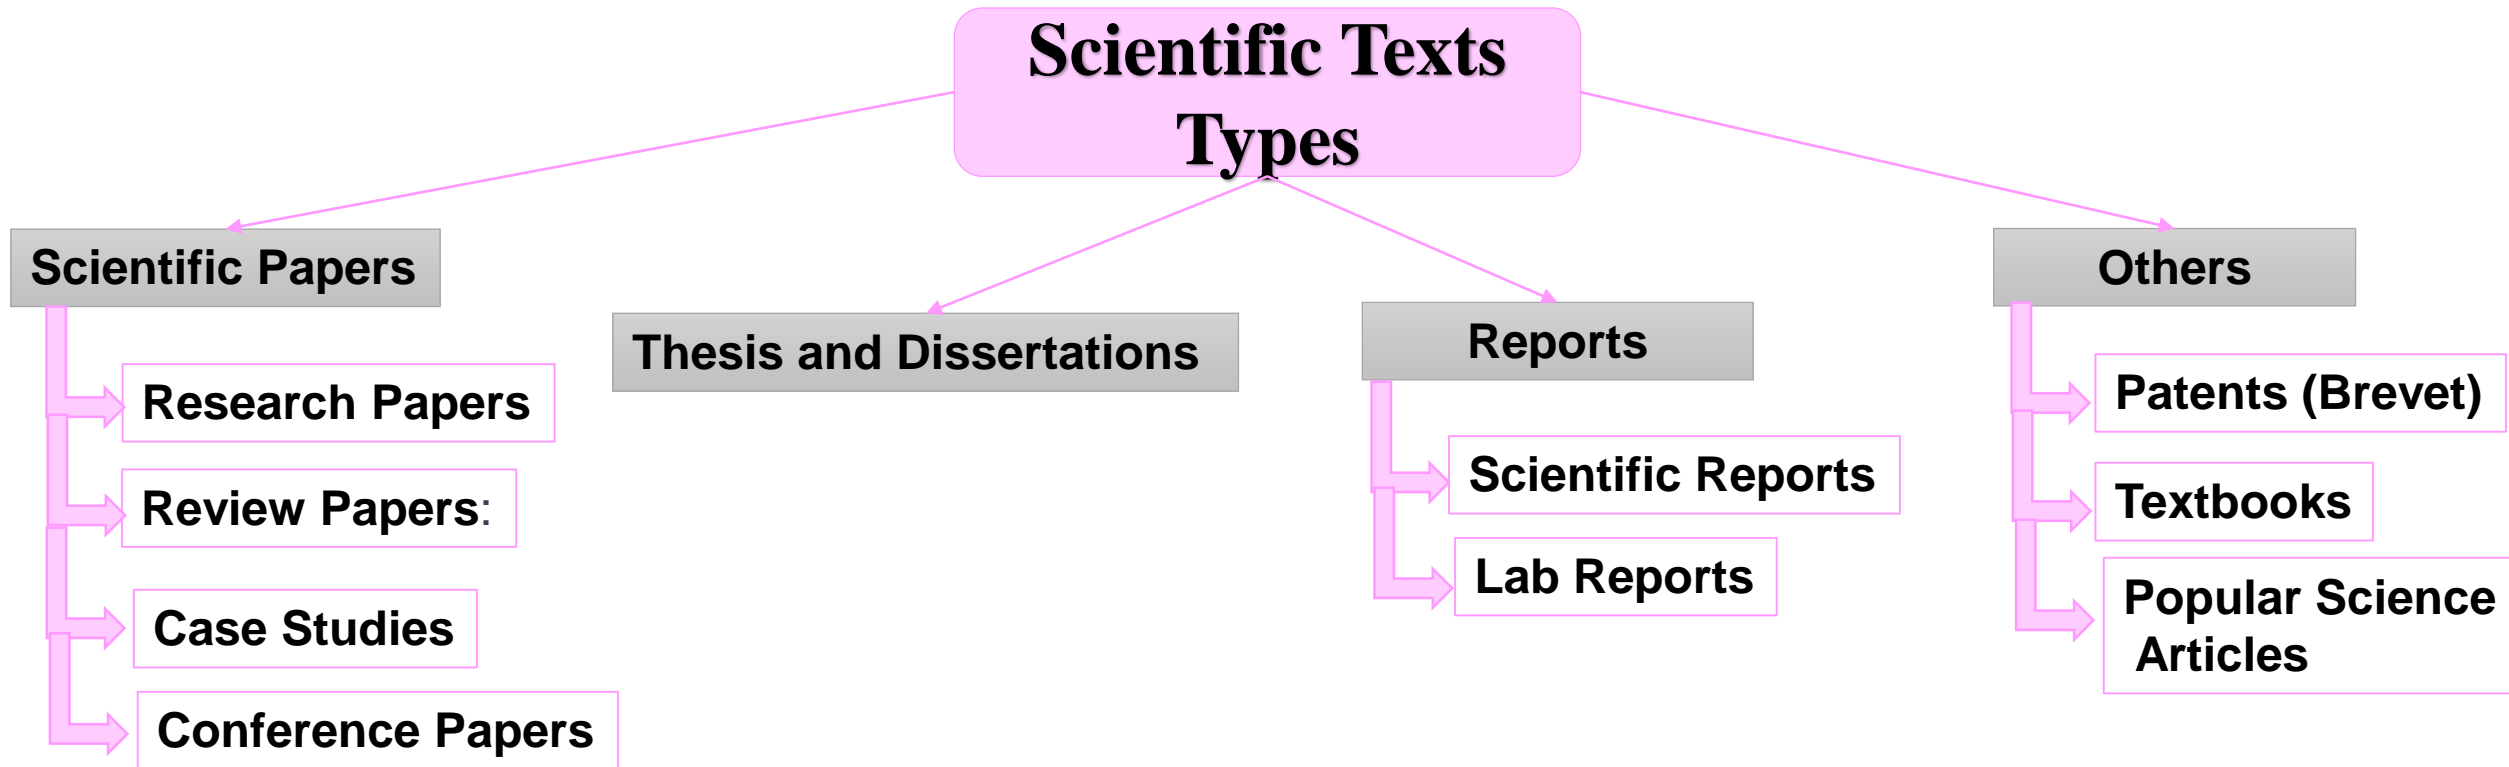 Scientific Texts
Types
Scientific Papers
Research Papers
Review Papers:
Case Studies
Conference Papers
Thesis and Dissertations
Reports
Scientific Reports
Lab Reports
Others
Patents (Brevet)
Textbooks
Popular Science
Articles